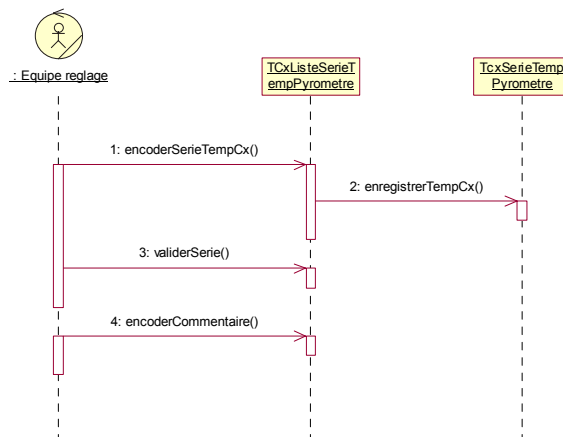 : Equipe reglage
TCxListeSerieT
empPyrometre
TcxSerieTemp
Pyrometre
1: encoderSerieTempCx()
2: enregistrerTempCx()
3: validerSerie()
4: encoderCommentaire()